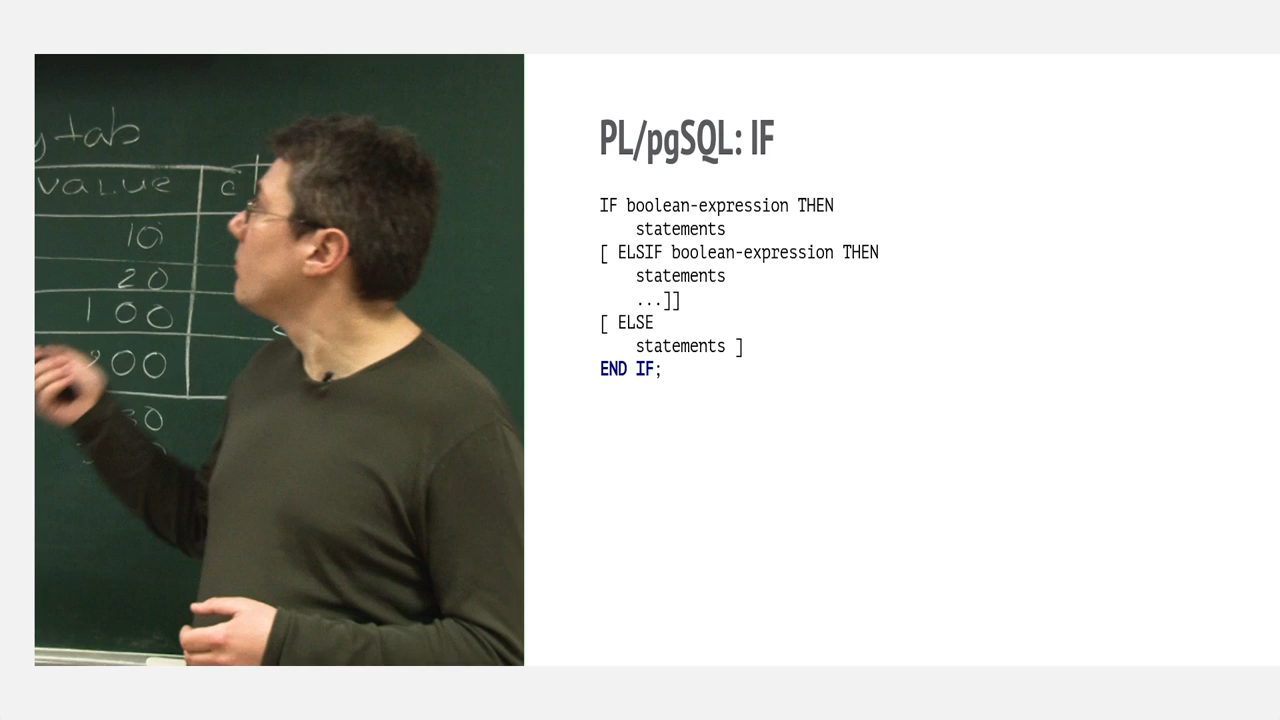 tab
value
10
20
100
00
PL/pgSQL: IF
IF boolean-expression THEN
    statements
[ ELSIF boolean-expression THEN
    statements
    ...]]
[ ELSE
    statements ]
END IF;